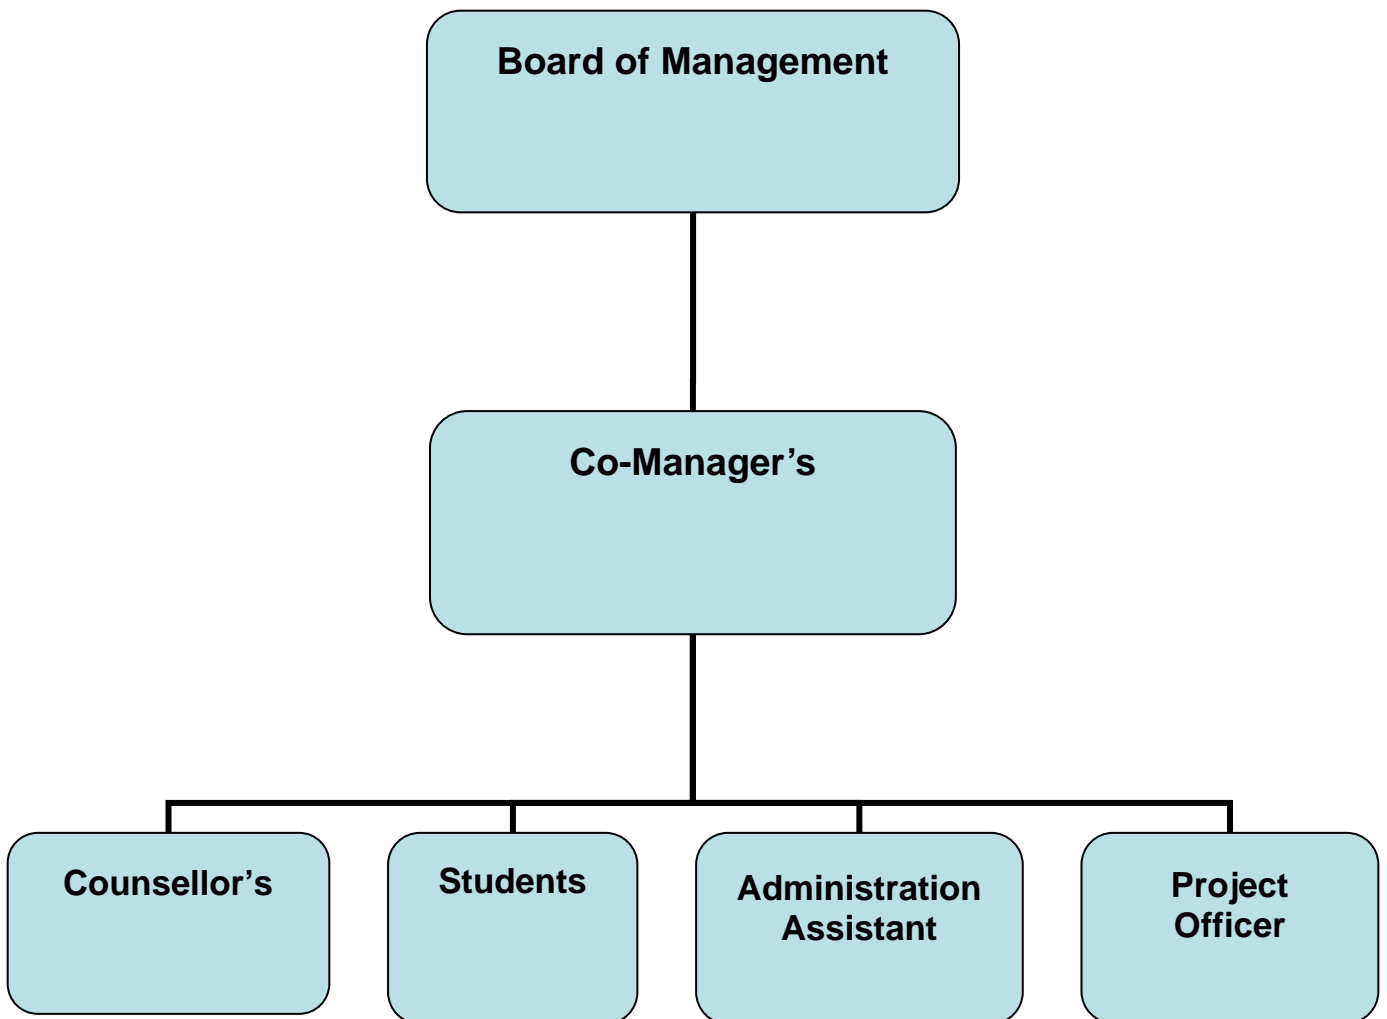 Board of Management
Co-Manager’s
Counsellor’s
Students
Administration
Assistant
Project
Officer